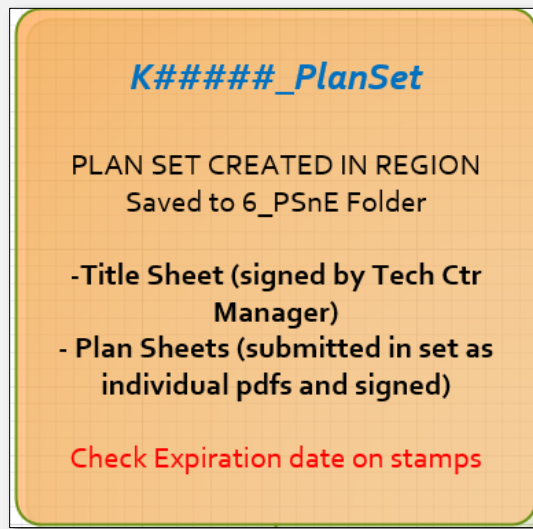 K#####_PlanSet
PLAN SET CREATED IN REGION
Saved to 6_PSnE Folder
-Title Sheet (signed by Tech Ctr
Manager)
- Plan Sheets (submitted in set as
individual pdfs and signed)
Check Expiration date on stamps